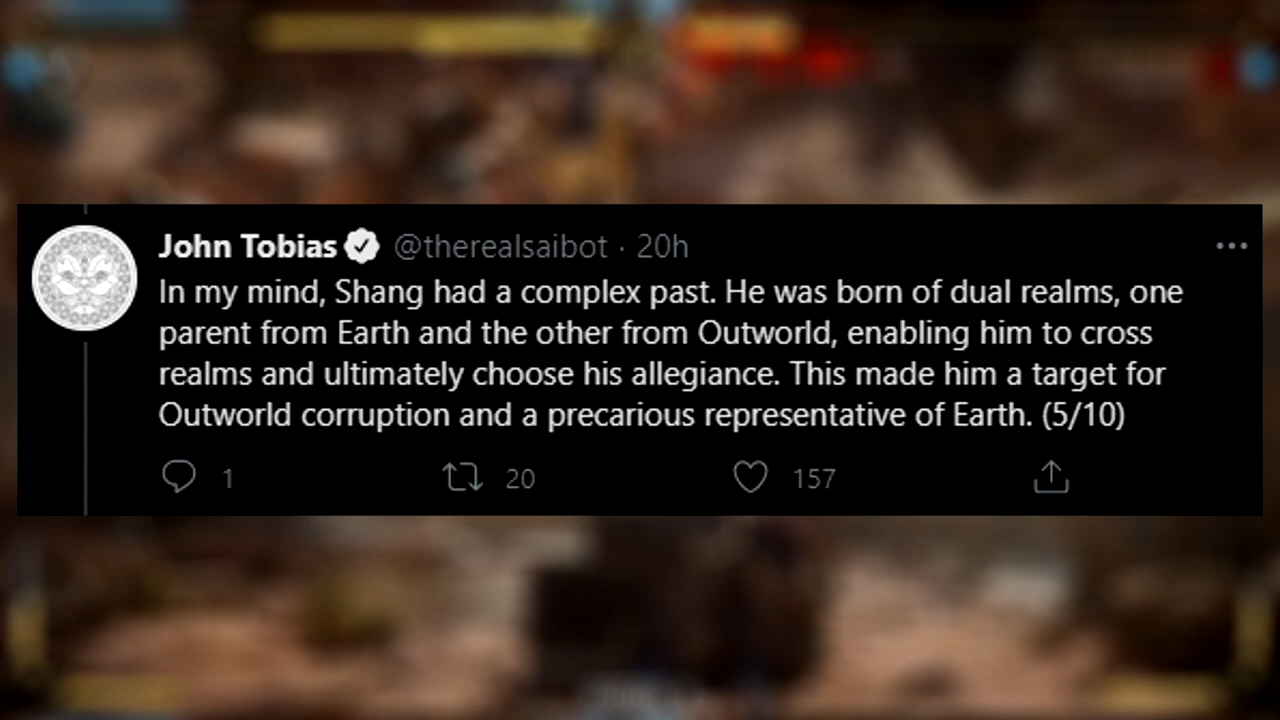 John Tobias @therealsaibot · 20h
In my mind, Shang had a complex past. He was born of dual realms, one
parent from Earth and the other from Outworld, enabling him to cross
realms and ultimately choose his allegiance. This made him a target for
Outworld corruption and a precarious representative of Earth. (5/10)
1 20 157